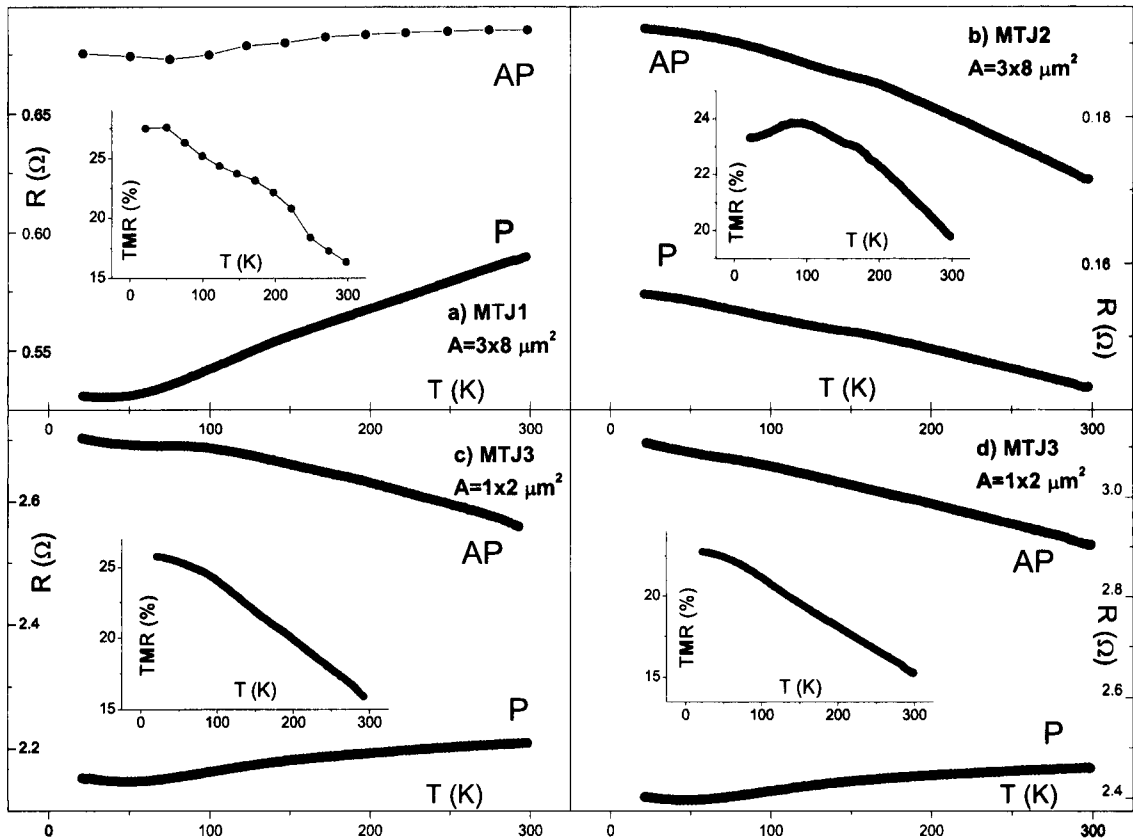 AP
0.65
R (Ω)
0.60
0.55
25
20
15
TMR (%)
T (K)
0
100
200
300
P
a) MTJ1
A=3x8 μm²
T (K)
0
100
200
300
b) MTJ2
A=3x8 μm²
AP
0.18
24
22
20
TMR (%)
T (K)
0
100
200
300
P
0.16
R (Ω)
T (K)
0
100
200
300
c) MTJ3
A=1x2 μm²
2.6
R (Ω)
2.4
2.2
AP
25
20
15
TMR (%)
T (K)
0
100
200
300
P
T (K)
0
100
200
300
d) MTJ3
A=1x2 μm²
3.0
AP
2.8
R (Ω)
2.6
2.4
20
15
TMR (%)
T (K)
0
100
200
300
P
T (K)
0
100
200
300